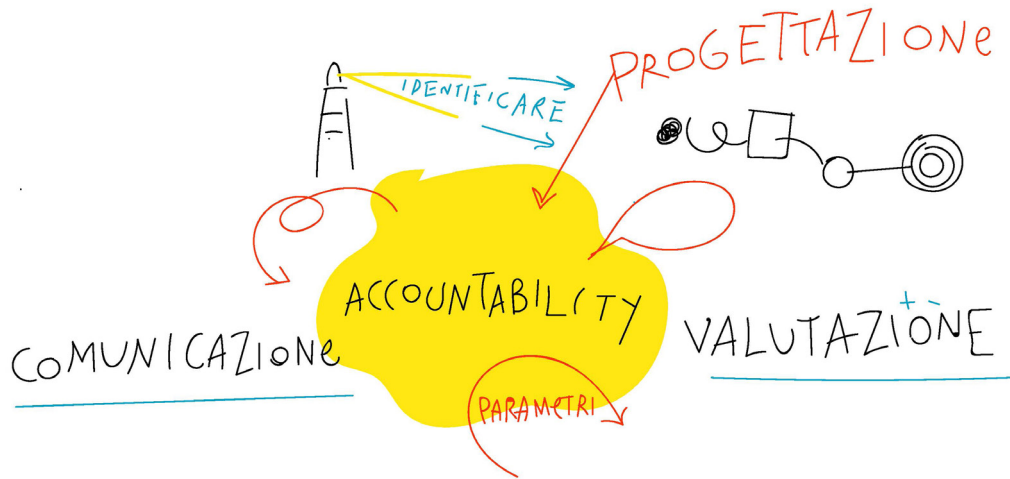 PROGETTAZIONe
IDENTIFICARE
ACCOUNTABILITY
COMUNICAZIONe
VALUTAZIONE
+ -
PARAMeTRI